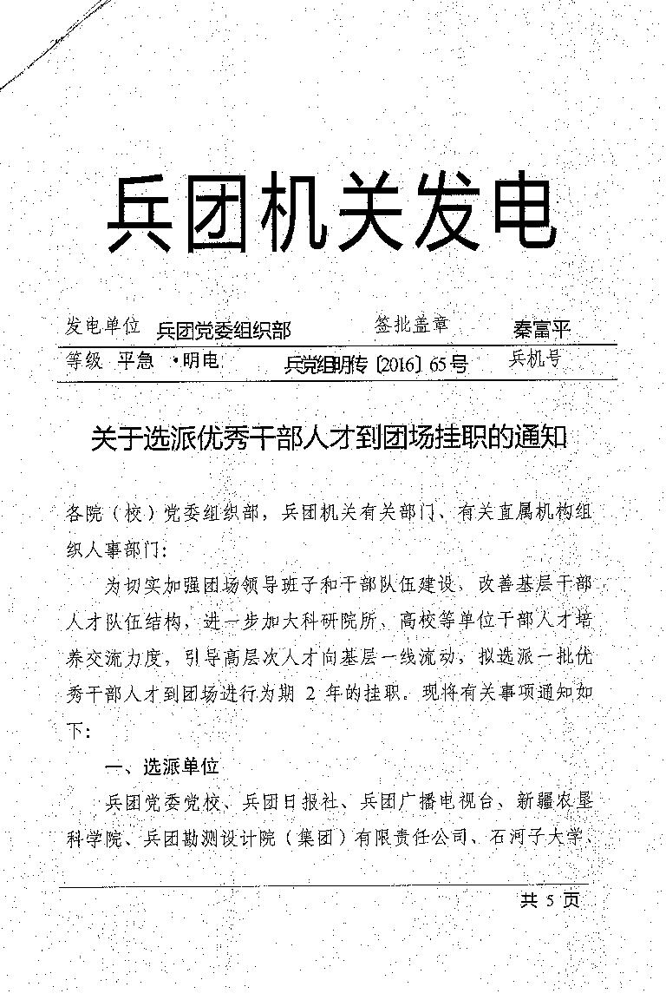 兵团机关发电
发电单位 兵团党委组织部 签批盖章 秦富平
等级 平急 ·明电 兵党组明传〔2016〕65号 兵机号
关于选派优秀干部人才到团场挂职的通知
各院（校）党委组织部，兵团机关有关部门、有关直属机构组
织人事部门：
为切实加强团场领导班子和干部队伍建设、改善基层干部
人才队伍结构，进一步加大科研院所、高校等单位干部人才培
养交流力度，引导高层次人才向基层一线流动，拟选派一批优
秀干部人才到团场进行为期 2 年的挂职。现将有关事项通知如
下：
一、选派单位
兵团党委党校、兵团日报社、兵团广播电视台、新疆农垦
科学院、兵团勘测设计院（集团）有限责任公司、石河子大学、
共 5 页